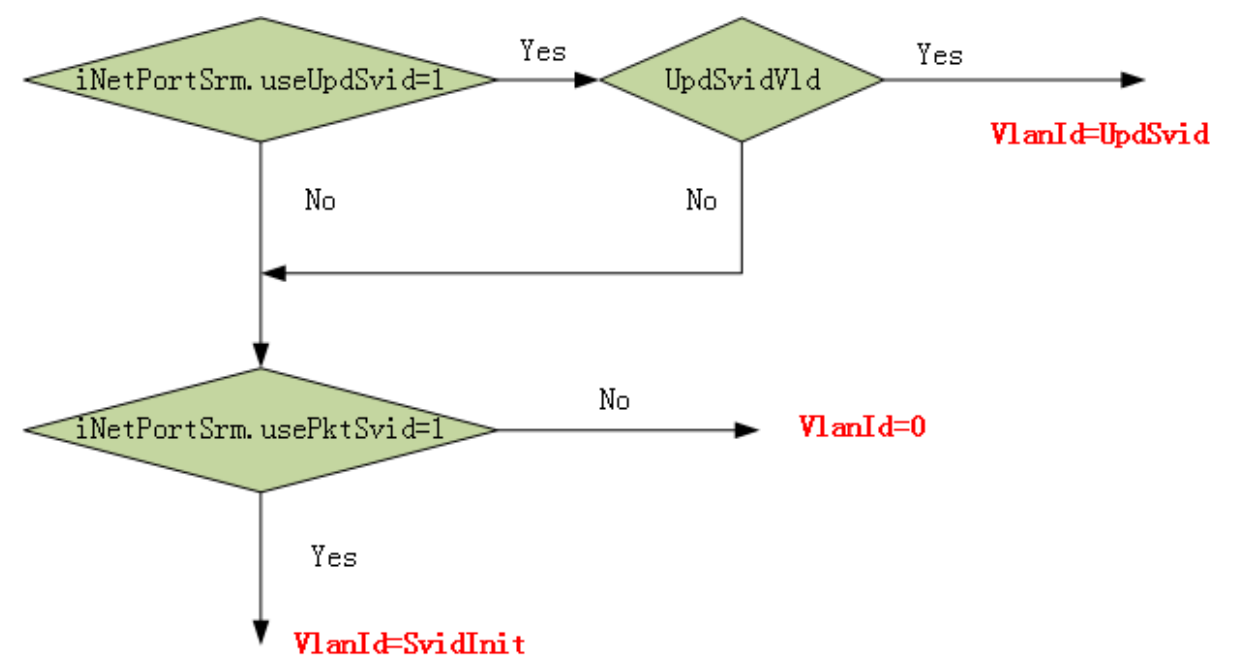 iNetPortSrm.useUpdSvid=1
Yes
UpdSvidVld
Yes
VlanId=UpdSvid
No
No
iNetPortSrm.usePktSvid=1
No
VlanId=0
Yes
VlanId=SvidInit